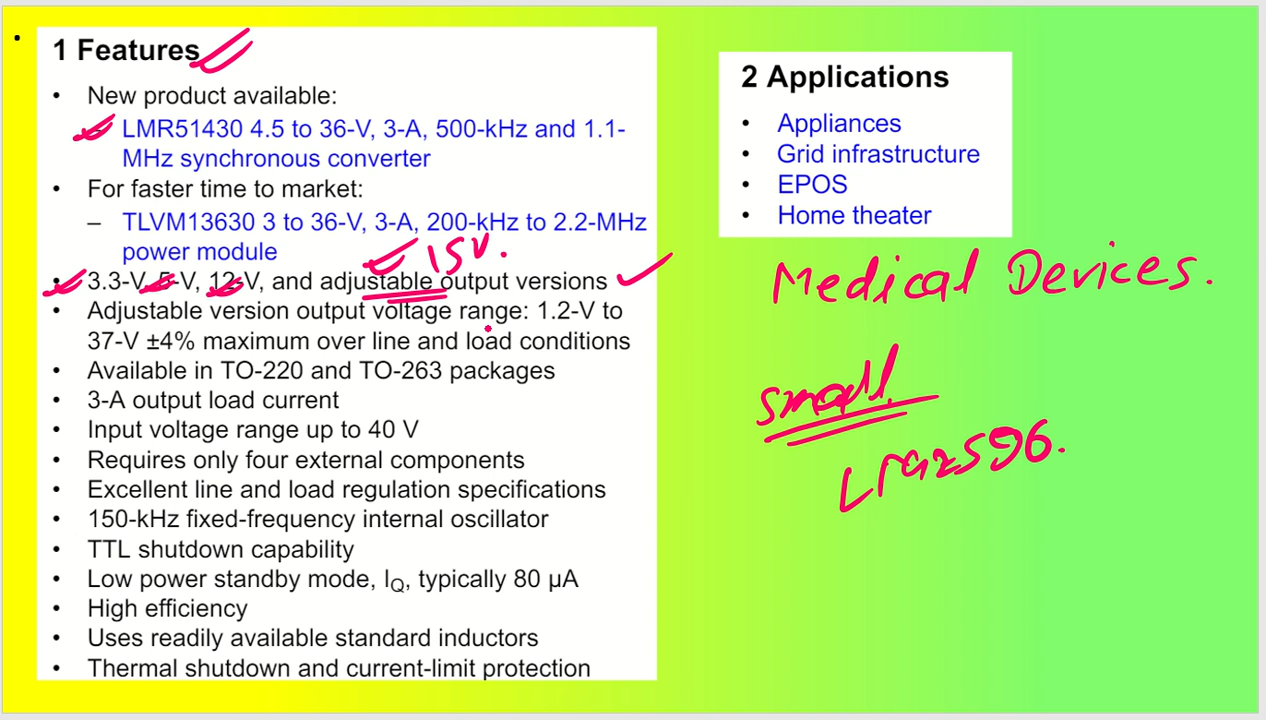 1 Features
• New product available:
– LMR51430 4.5 to 36-V, 3-A, 500-kHz and 1.1-
MHz synchronous converter
• For faster time to market:
– TLVM13630 3 to 36-V, 3-A, 200-kHz to 2.2-MHz
power module
15V.
• 3.3-V, 5-V, 12-V, and adjustable output versions
• Adjustable version output voltage range: 1.2-V to
37-V ±4% maximum over line and load conditions
• Available in TO-220 and TO-263 packages
• 3-A output load current
• Input voltage range up to 40 V
• Requires only four external components
• Excellent line and load regulation specifications
• 150-kHz fixed-frequency internal oscillator
• TTL shutdown capability
• Low power standby mode, IQ, typically 80 μA
• High efficiency
• Uses readily available standard inductors
• Thermal shutdown and current-limit protection
2 Applications
• Appliances
• Grid infrastructure
• EPOS
• Home theater
Medical Devices.
small
LM2596.